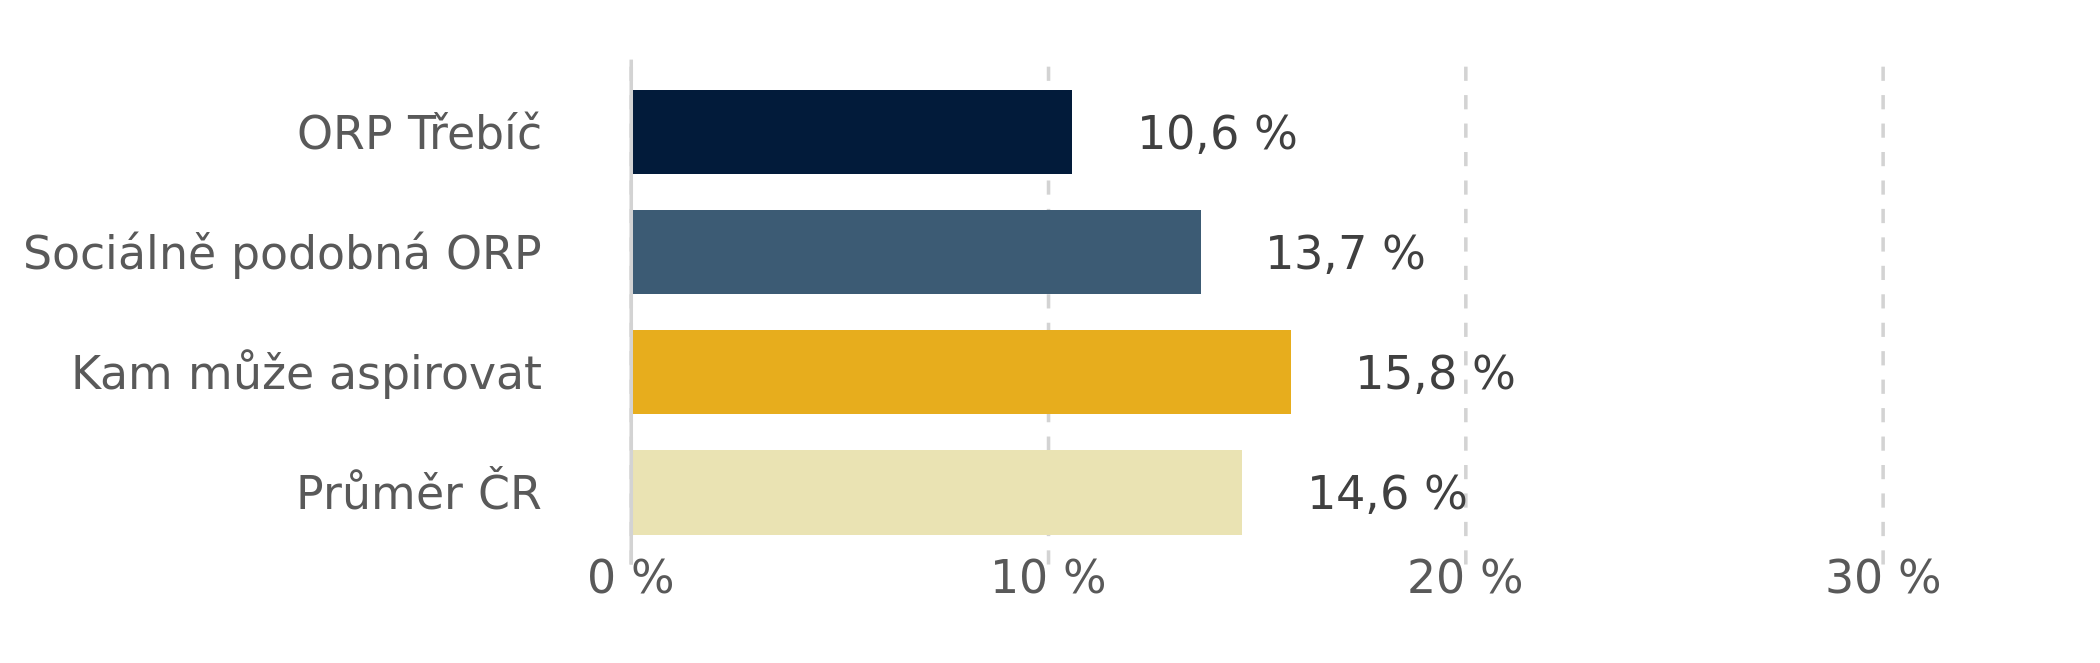 ORP Třebíč
10,6 %
Sociálně podobná ORP
13,7 %
Kam může aspirovat
15,8 %
Průměr ČR
14,6 %
0 %
10 %
20 %
30 %